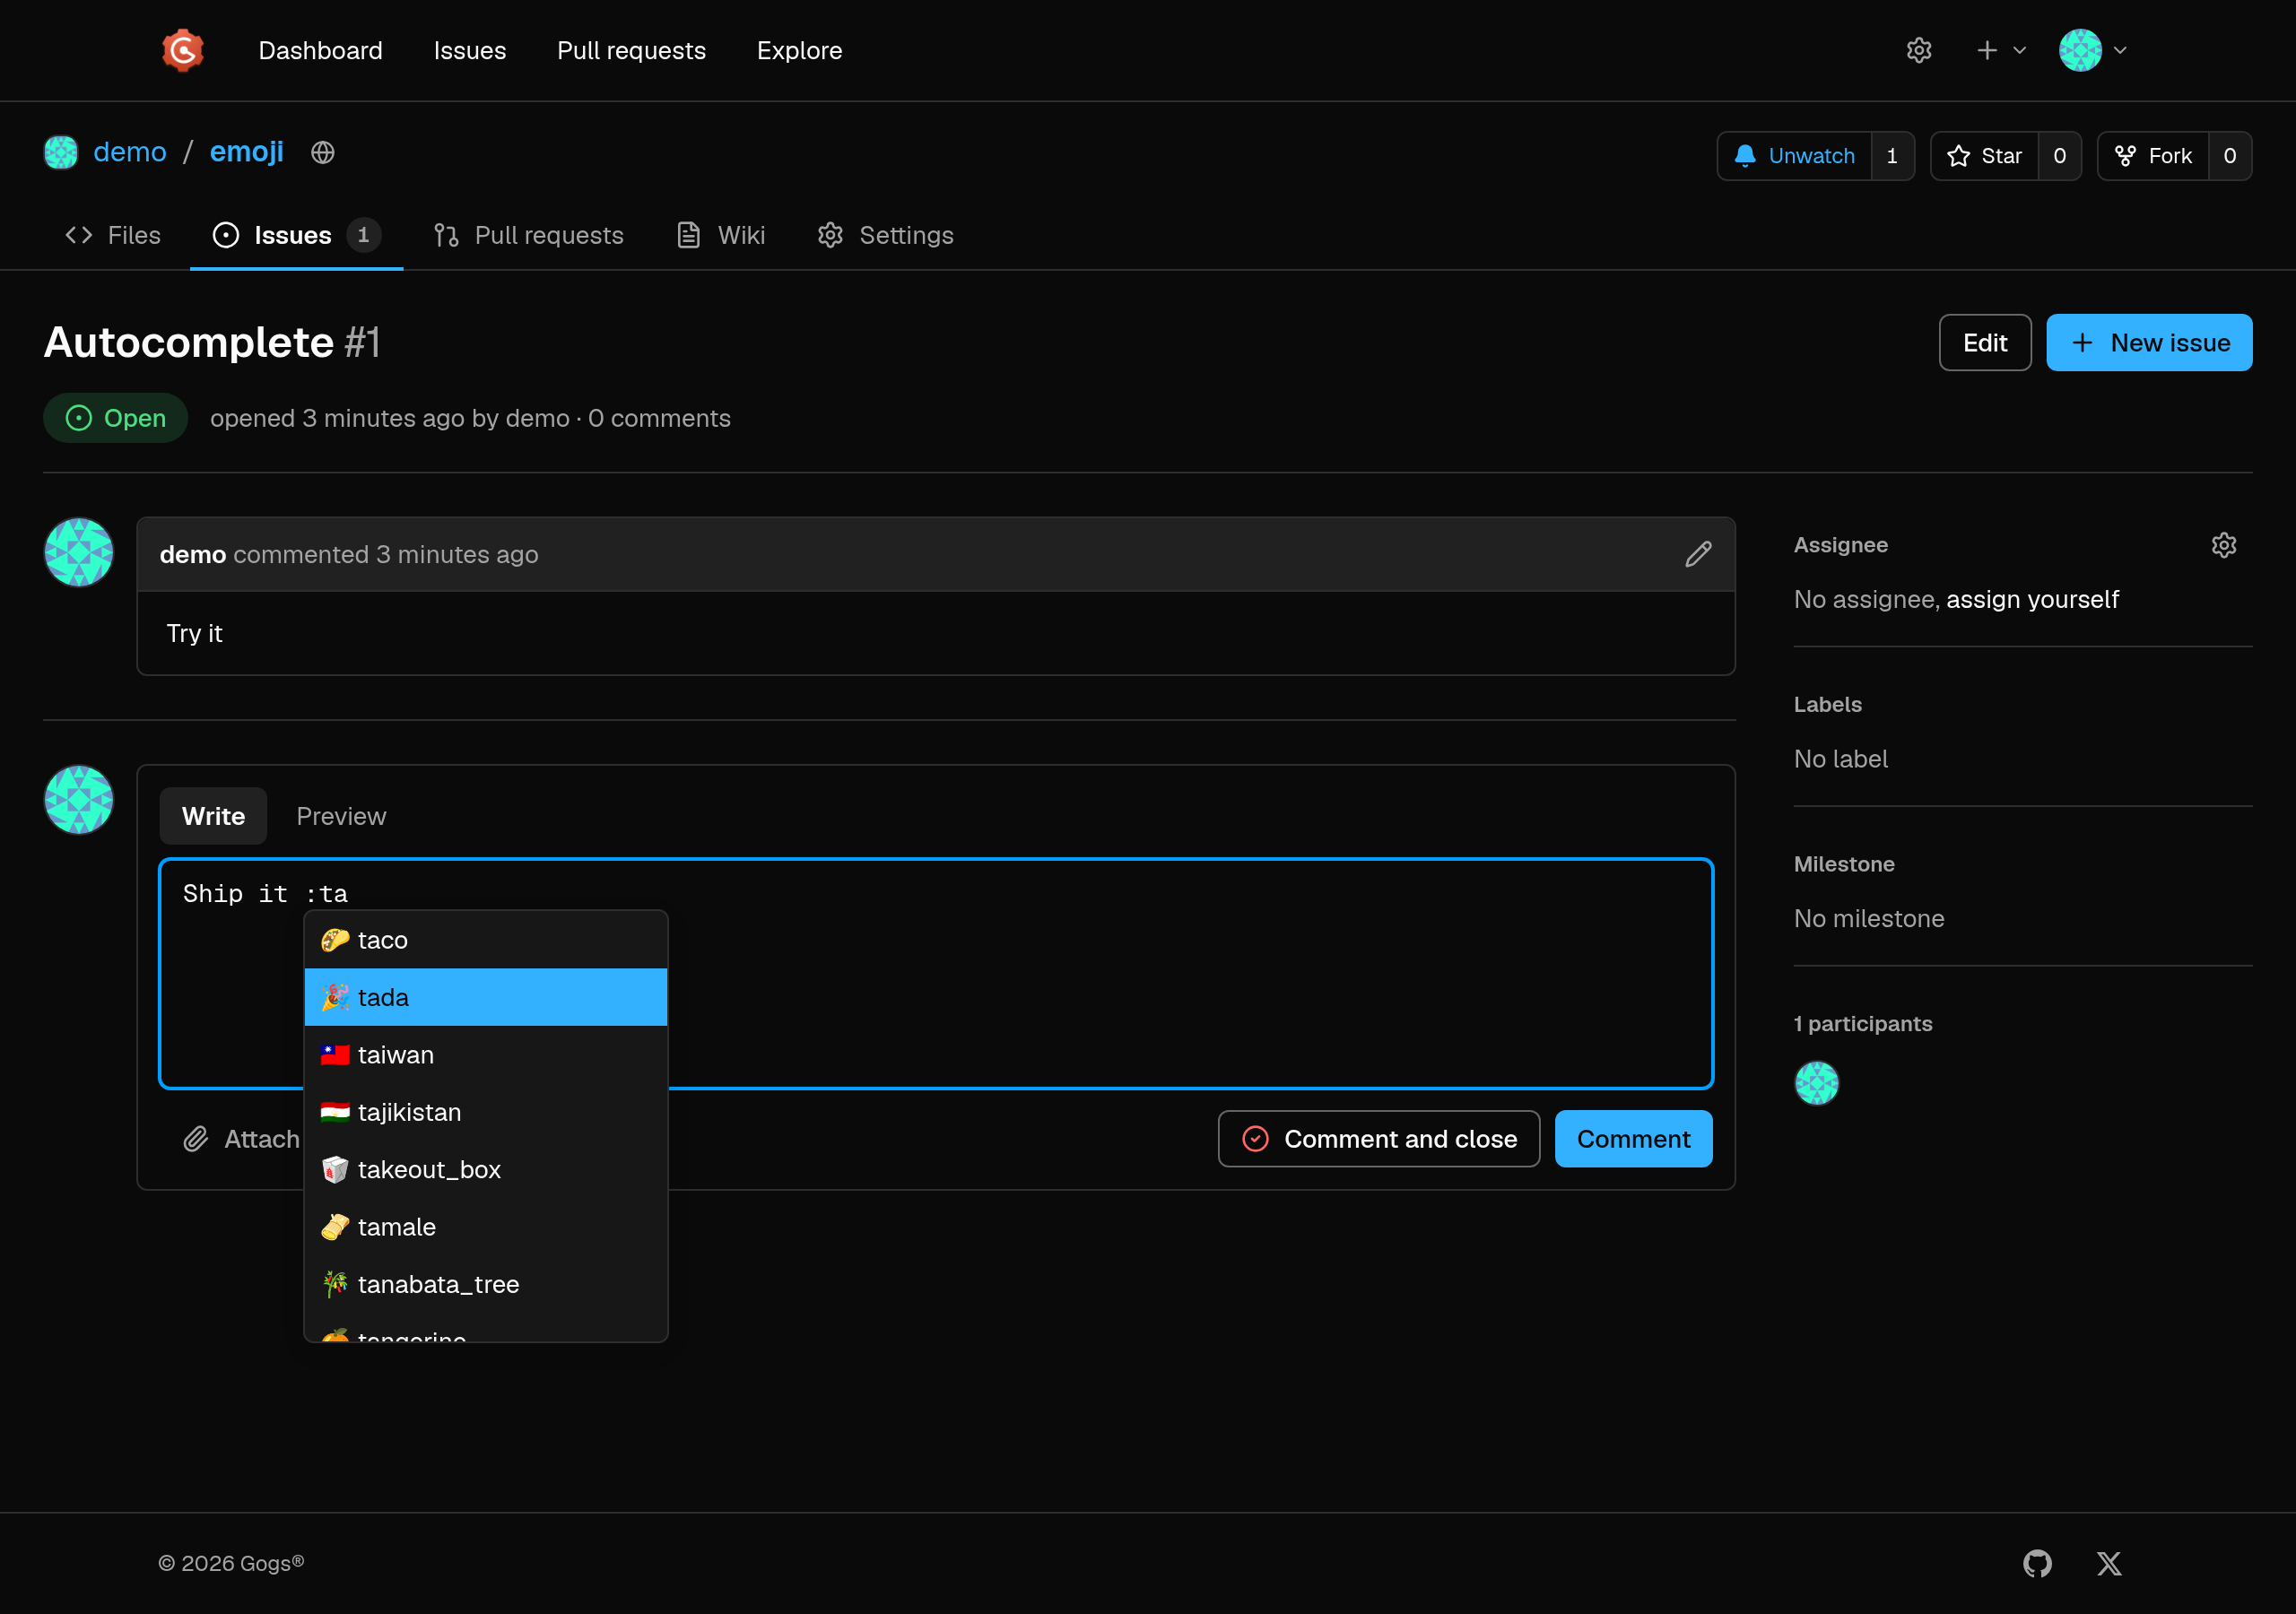 Dashboard Issues Pull requests Explore
demo / emoji
Unwatch 1 Star 0 Fork 0
Files Issues 1 Pull requests Wiki Settings
Autocomplete #1
Edit New issue
Open opened 3 minutes ago by demo · 0 comments
demo commented 3 minutes ago
Try it
Assignee
No assignee, assign yourself
Labels
No label
Milestone
No milestone
1 participants
Write Preview
Ship it :ta
taco
tada
taiwan
tajikistan
takeout_box
tamale
tanabata_tree
Attach
Comment and close Comment
© 2026 Gogs®